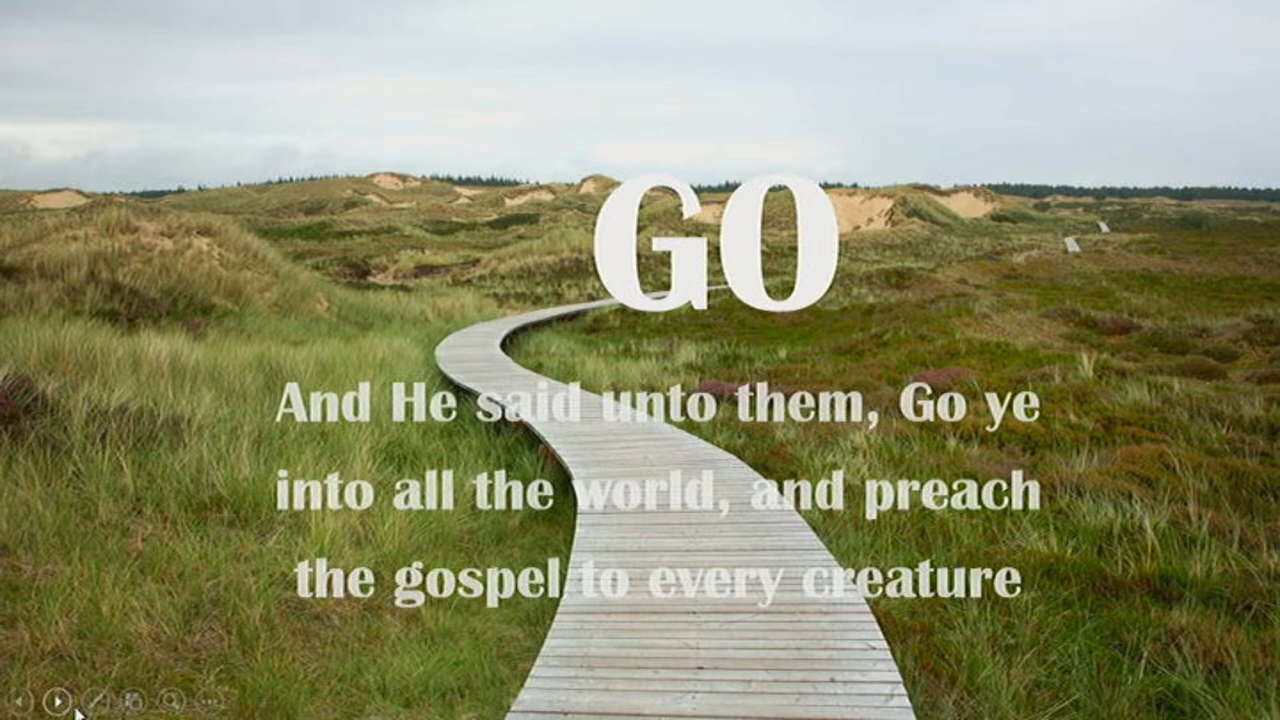 GO
And He said unto them, Go ye
into all the world, and preach
the gospel to every creature